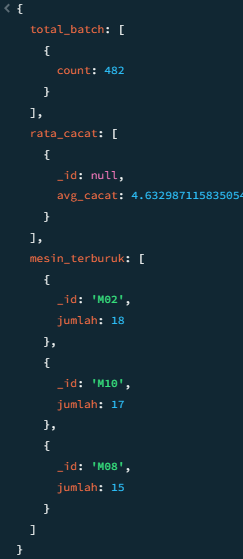 < {
total_batch: [
{
count: 482
}
],
rata_cacat: [
{
_id: null,
avg_cacat: 4.632987115835054
}
],
mesin_terburuk: [
{
_id: 'M02',
jumlah: 18
},
{
_id: 'M10',
jumlah: 17
},
{
_id: 'M08',
jumlah: 15
}
]
}